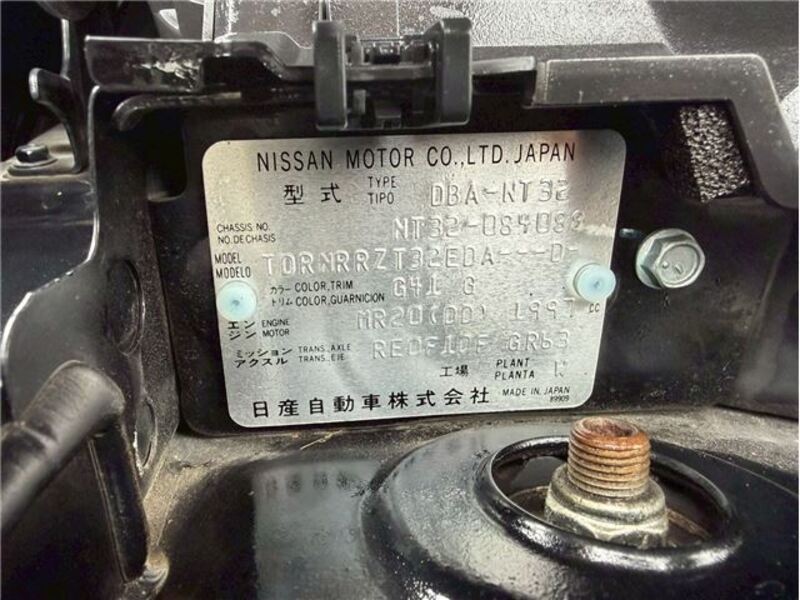 NISSAN MOTOR CO.,LTD. JAPAN
型式 TYPE TIPO DBA-NT32
CHASSIS NO. NO.DE CHASIS NT32-084088
MODEL MODELO TDRNRRZT32EDA---D-
カラー COLOR,TRIM トリム COLOR,GUARNICION G41 G
エンジン ENGINE MOTOR MR20(DD) 1997 CC
ミッション TRANS.,AXLE アクスル TRANS.,EJE RE0F10F GR63
工場 PLANT PLANTA W
日産自動車株式会社 MADE IN JAPAN
89909